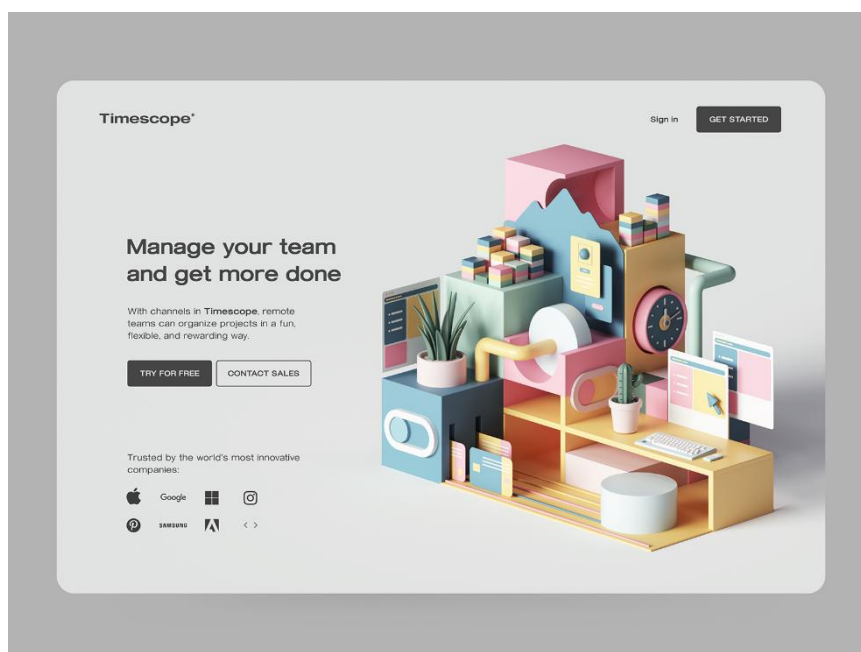 Timescope®
Sign in
GET STARTED
Manage your team
and get more done
With channels in Timescope, remote
teams can organize projects in a fun,
flexible, and rewarding way.
TRY FOR FREE
CONTACT SALES
Trusted by the world's most innovative
companies:
Google
SAMSUNG
< >